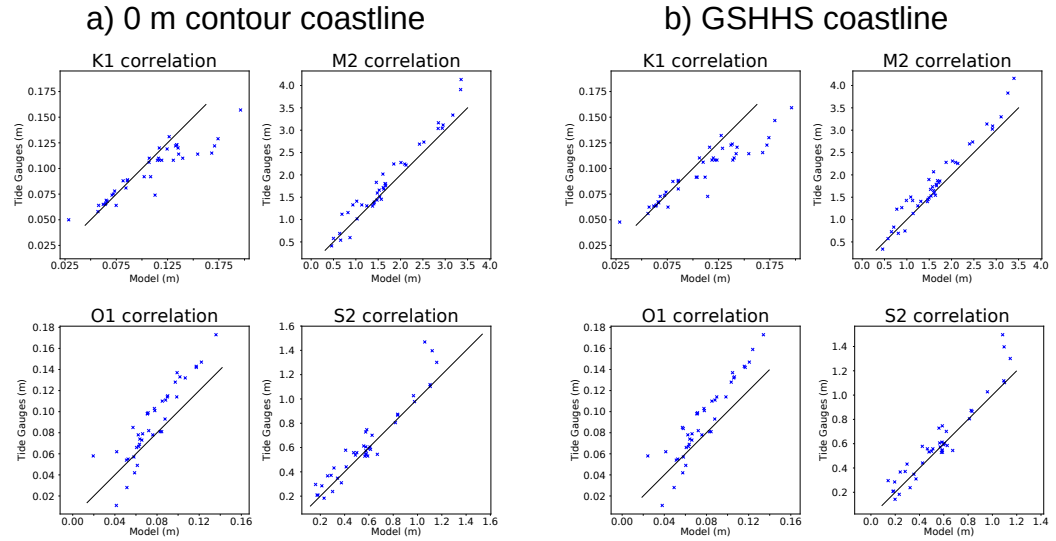 a) 0 m contour coastline
b) GSHHS coastline
K1 correlation
Tide Gauges (m)
0.175
0.150
0.125
0.100
0.075
0.050
0.025
0.025 0.075 0.125 0.175
Model (m)
M2 correlation
Tide Gauges (m)
4.0
3.5
3.0
2.5
2.0
1.5
1.0
0.5
0.0 0.5 1.0 1.5 2.0 2.5 3.0 3.5 4.0
Model (m)
K1 correlation
Tide Gauges (m)
0.175
0.150
0.125
0.100
0.075
0.050
0.025
0.025 0.075 0.125 0.175
Model (m)
M2 correlation
Tide Gauges (m)
4.0
3.5
3.0
2.5
2.0
1.5
1.0
0.5
0.0 0.5 1.0 1.5 2.0 2.5 3.0 3.5 4.0
Model (m)
O1 correlation
Tide Gauges (m)
0.18
0.16
0.14
0.12
0.10
0.08
0.06
0.04
0.02
0.00 0.04 0.08 0.12 0.16
Model (m)
S2 correlation
Tide Gauges (m)
1.6
1.4
1.2
1.0
0.8
0.6
0.4
0.2
0.2 0.4 0.6 0.8 1.0 1.2 1.4 1.6
Model (m)
O1 correlation
Tide Gauges (m)
0.18
0.16
0.14
0.12
0.10
0.08
0.06
0.04
0.02
0.00 0.04 0.08 0.12 0.16
Model (m)
S2 correlation
Tide Gauges (m)
1.4
1.2
1.0
0.8
0.6
0.4
0.2
0.0 0.2 0.4 0.6 0.8 1.0 1.2 1.4
Model (m)